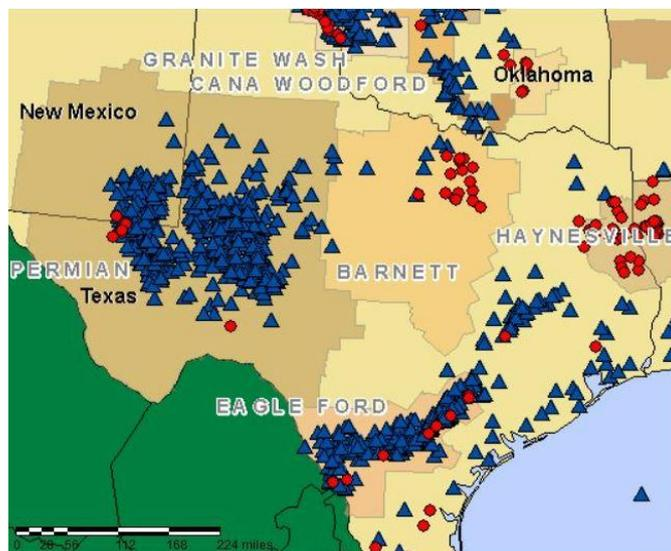 GRANITE WASH
CANA WOODFORD
Oklahoma
New Mexico
HAYNESVILLE
PERMIAN
BARNETT
Texas
EAGLE FORD
0 28 56 112 168 224 miles